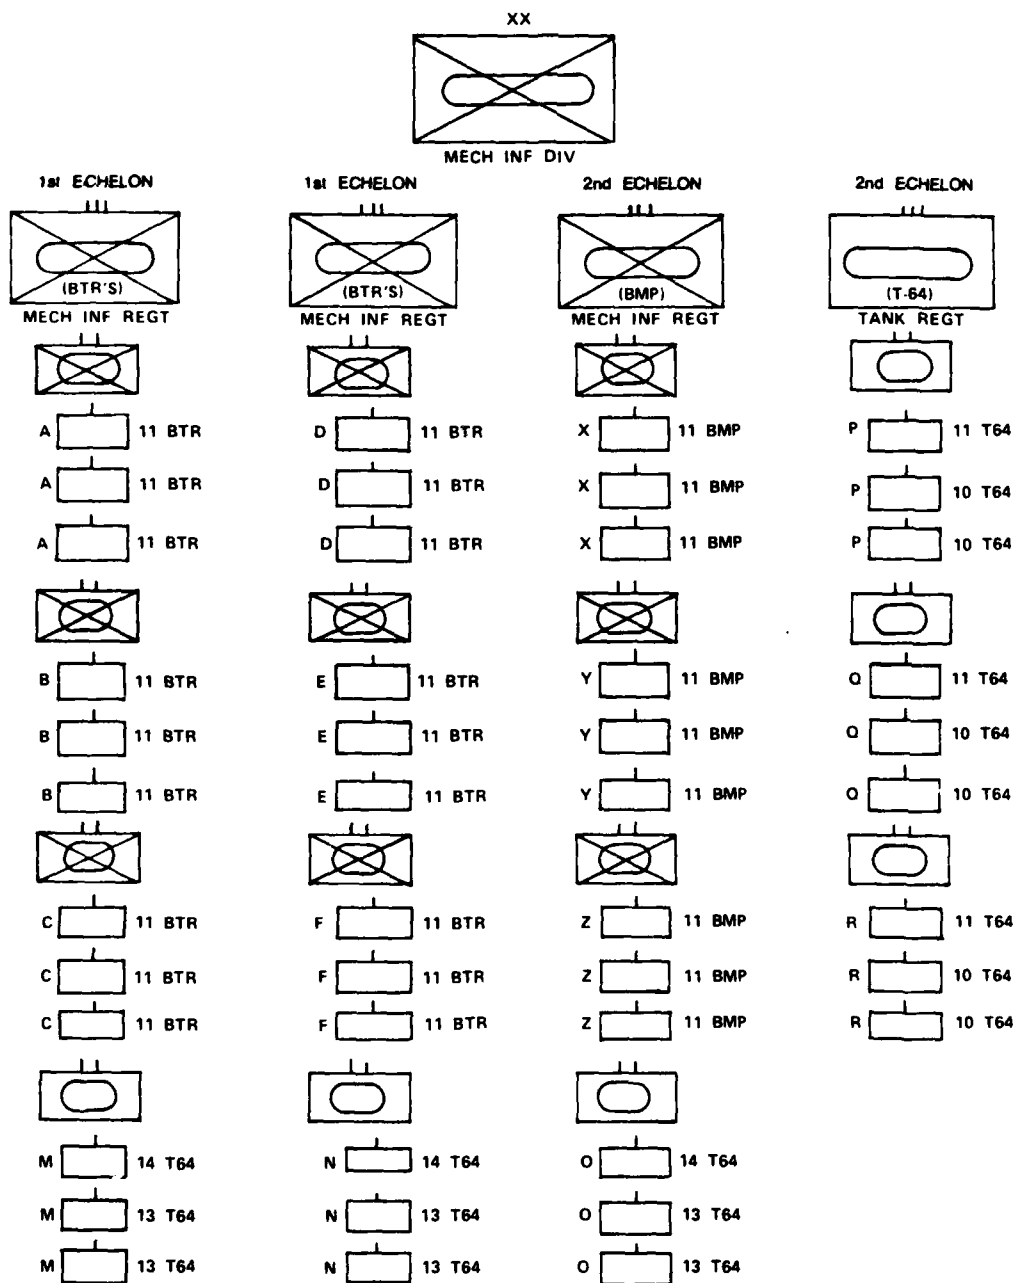 XX
MECH INF DIV
1st ECHELON 1st ECHELON 2nd ECHELON 2nd ECHELON
(BTR'S) (BTR'S) (BMP) (T-64)
MECH INF REGT MECH INF REGT MECH INF REGT TANK REGT
A 11 BTR D 11 BTR X 11 BMP P 11 T64
A 11 BTR D 11 BTR X 11 BMP P 10 T64
A 11 BTR D 11 BTR X 11 BMP P 10 T64
B 11 BTR E 11 BTR Y 11 BMP Q 11 T64
B 11 BTR E 11 BTR Y 11 BMP Q 10 T64
B 11 BTR E 11 BTR Y 11 BMP Q 10 T64
C 11 BTR F 11 BTR Z 11 BMP R 11 T64
C 11 BTR F 11 BTR Z 11 BMP R 10 T64
C 11 BTR F 11 BTR Z 11 BMP R 10 T64
M 14 T64 N 14 T64 O 14 T64
M 13 T64 N 13 T64 O 13 T64
M 13 T64 N 13 T64 O 13 T64